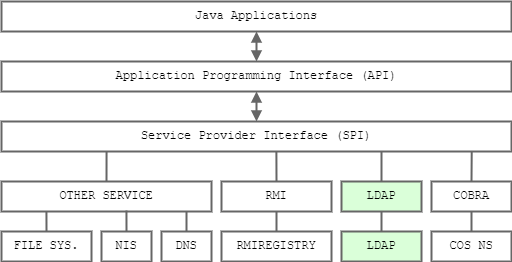 Java Applications
Application Programming Interface (API)
Service Provider Interface (SPI)
OTHER SERVICE
RMI
LDAP
COBRA
FILE SYS.
NIS
DNS
RMIREGISTRY
LDAP
COS NS